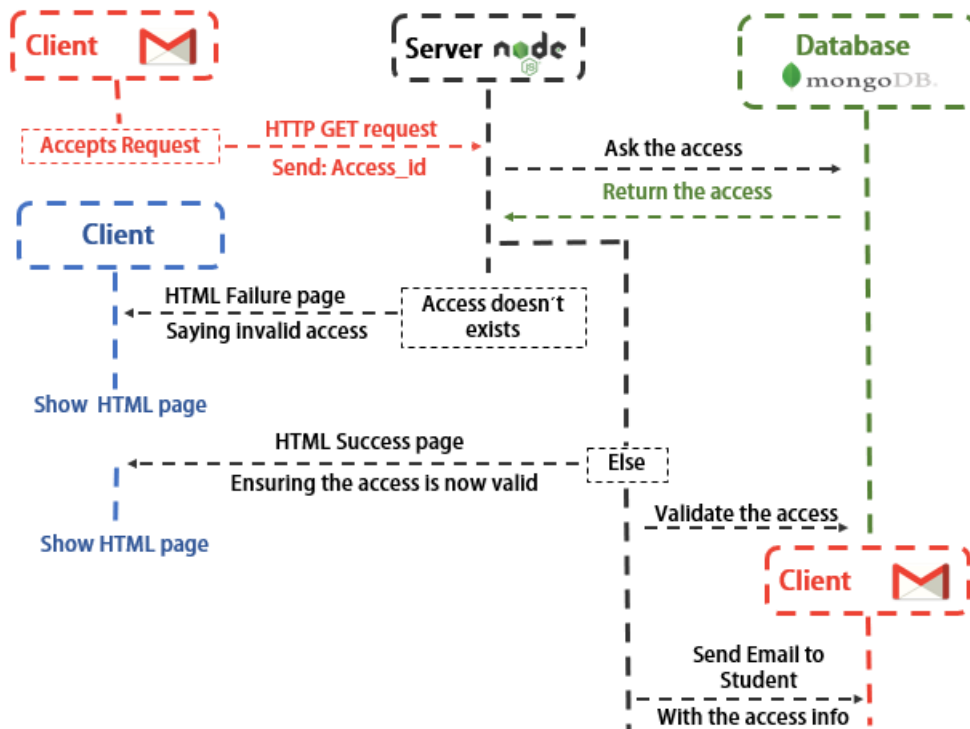 Client
Server node
JS
Database
mongoDB.
Accepts Request
HTTP GET request
Send: Access_id
Ask the access
Return the access
Client
HTML Failure page
Saying invalid access
Access doesn´t
exists
Show HTML page
HTML Success page
Ensuring the access is now valid
Else
Show HTML page
Validate the access
Client
Send Email to
Student
With the access info